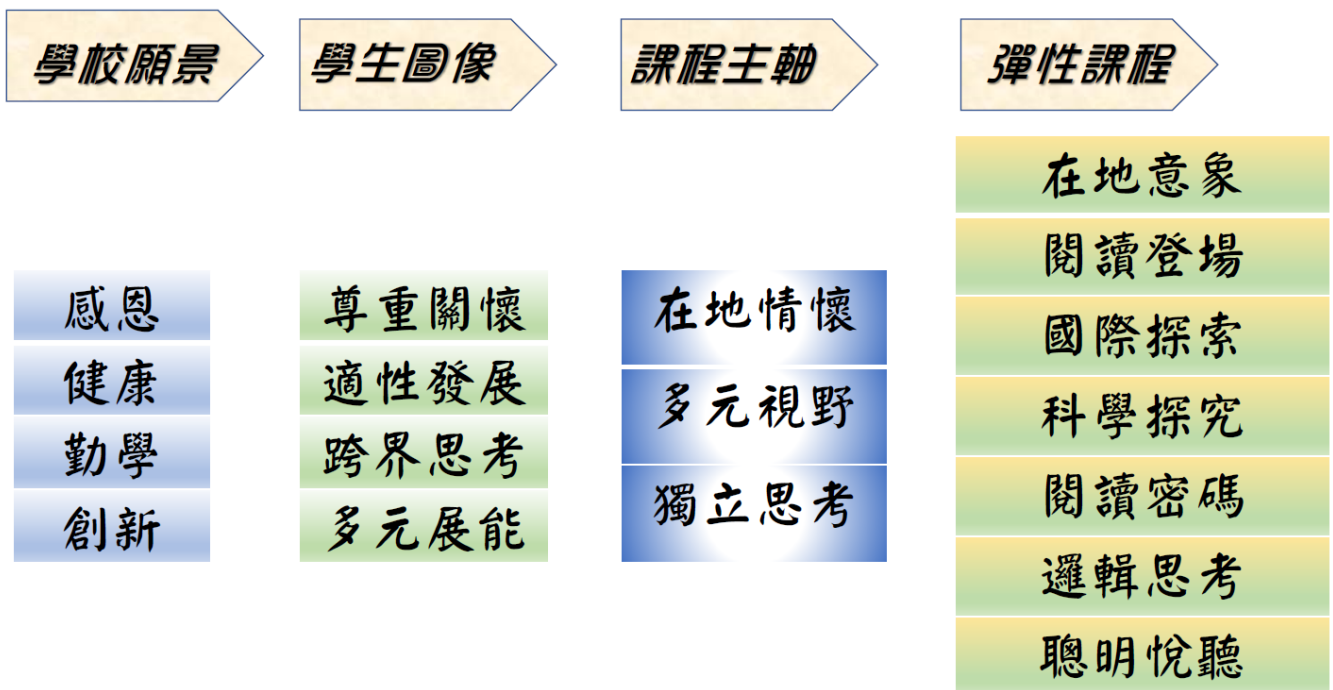 學校願景
學生圖像
課程主軸
彈性課程
感恩
健康
勤學
創新
尊重關懷
適性發展
跨界思考
多元展能
在地情懷
多元視野
獨立思考
在地意象
閱讀登場
國際探索
科學探究
閱讀密碼
邏輯思考
聰明悅聽